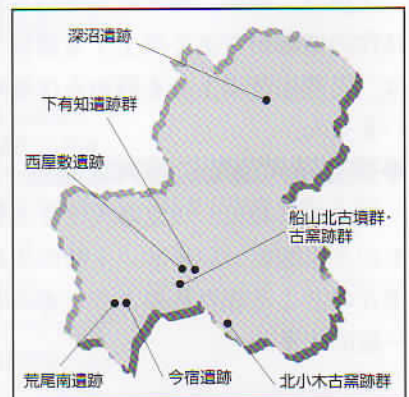 深沼遺跡
下有知遺跡群
西屋敷遺跡
船山北古墳群・
古窯跡群
荒尾南遺跡
今宿遺跡
北小木古窯跡群